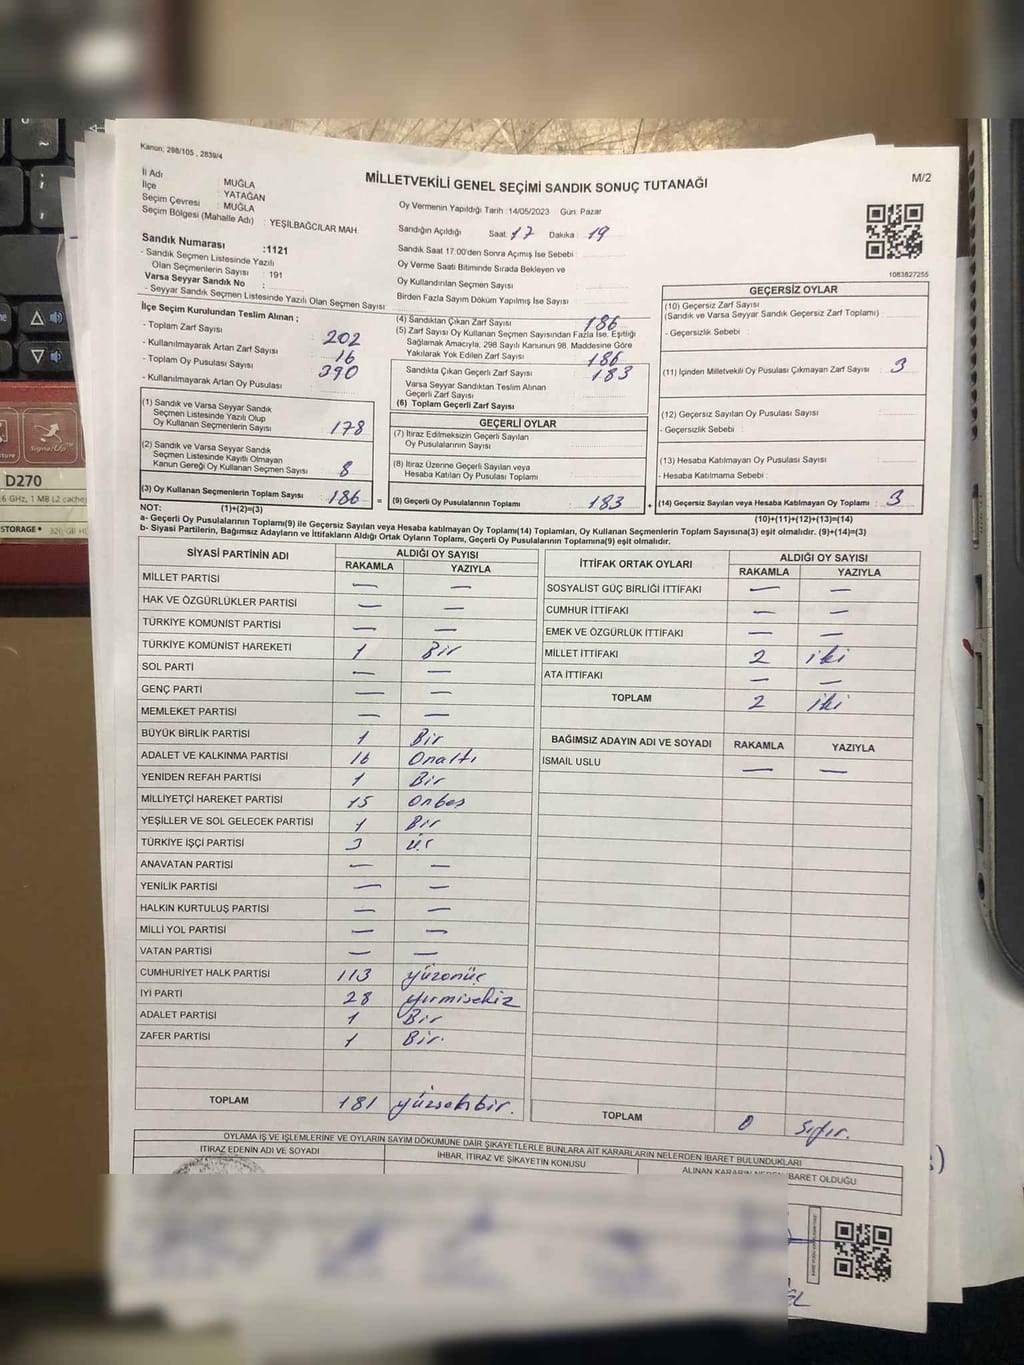 Kanun: 298/105 , 2839/4
MİLLETVEKİLİ GENEL SEÇİMİ SANDIK SONUÇ TUTANAĞI
M/2
İl Adı : MUĞLA
İlçe : YATAĞAN
Seçim Çevresi : MUĞLA
Seçim Bölgesi (Mahalle Adı) : YEŞİLBAĞCILAR MAH.
Sandık Numarası :1121
- Sandık Seçmen Listesinde Yazılı
Olan Seçmenlerin Sayısı : 191
Varsa Seyyar Sandık No :
- Seyyar Sandık Seçmen Listesinde Yazılı Olan Seçmen Sayısı :
Oy Vermenin Yapıldığı Tarih :14/05/2023 Gün: Pazar
Sandığın Açıldığı Saat: 17 Dakika : 19
Sandık Saat 17:00'den Sonra Açımış İse Sebebi :
Oy Verme Saati Bitiminde Sırada Bekleyen ve
Oy Kullandırılan Seçmen Sayısı :
Birden Fazla Sayım Döküm Yapılmış İse Sayısı :
1083827255
İlçe Seçim Kurulundan Teslim Alınan ;
- Toplam Zarf Sayısı : 202
- Kullanılmayarak Artan Zarf Sayısı : 16
- Toplam Oy Pusulası Sayısı : 390
- Kullanılmayarak Artan Oy Pusulası :
(1) Sandık ve Varsa Seyyar Sandık
Seçmen Listesinde Yazılı Olup
Oy Kullanan Seçmenlerin Sayısı : 178
(2) Sandık ve Varsa Seyyar Sandık
Seçmen Listesinde Kayıtlı Olmayan
Kanun Gereği Oy Kullanan Seçmen Sayısı : 8
(3) Oy Kullanan Seçmenlerin Toplam Sayısı : 186 =
(4) Sandıktan Çıkan Zarf Sayısı : 186
(5) Zarf Sayısı Oy Kullanan Seçmen Sayısından Fazla İse, Eşitliği
Sağlamak Amacıyla, 298 Sayılı Kanunun 98. Maddesine Göre
Yakılarak Yok Edilen Zarf Sayısı : 186
Sandıkta Çıkan Geçerli Zarf Sayısı : 183
Varsa Seyyar Sandıktan Teslim Alınan
Geçerli Zarf Sayısı :
(6) Toplam Geçerli Zarf Sayısı :
GEÇERLİ OYLAR
(7) İtiraz Edilmeksizin Geçerli Sayılan
Oy Pusulalarının Sayısı :
(8) İtiraz Üzerine Geçerli Sayılan veya
Hesaba Katılan Oy Pusulası Toplamı :
(9) Geçerli Oy Pusulalarının Toplamı : 183 +
GEÇERSİZ OYLAR
(10) Geçersiz Zarf Sayısı
(Sandık ve Varsa Seyyar Sandık Geçersiz Zarf Toplamı) :
- Geçersizlik Sebebi :
(11) İçinden Milletvekili Oy Pusulası Çıkmayan Zarf Sayısı : 3
(12) Geçersiz Sayılan Oy Pusulası Sayısı :
- Geçersizlik Sebebi :
(13) Hesaba Katılmayan Oy Pusulası Sayısı :
- Hesaba Katılmama Sebebi :
(14) Geçersiz Sayılan veya Hesaba Katılmayan Oy Toplamı : 3
NOT: (1)+(2)=(3) (10)+(11)+(12)+(13)=(14)
a- Geçerli Oy Pusulalarının Toplamı(9) ile Geçersiz Sayılan veya Hesaba katılmayan Oy Toplamı(14) Toplamları, Oy Kullanan Seçmenlerin Toplam Sayısına(3) eşit olmalıdır. (9)+(14)=(3)
b- Siyasi Partilerin, Bağımsız Adayların ve İttifakların Aldığı Oyların Toplamı, Geçerli Oy Pusulalarının Toplamına(9) eşit olmalıdır.
SİYASİ PARTİNİN ADI ALDIĞI OY SAYISI
RAKAMLA YAZIYLA
MİLLET PARTİSİ — —
HAK VE ÖZGÜRLÜKLER PARTİSİ — —
TÜRKİYE KOMÜNİST PARTİSİ — —
TÜRKİYE KOMÜNİST HAREKETİ 1 Bir
SOL PARTİ — —
GENÇ PARTİ — —
MEMLEKET PARTİSİ — —
BÜYÜK BİRLİK PARTİSİ 1 Bir
ADALET VE KALKINMA PARTİSİ 16 Onaltı
YENİDEN REFAH PARTİSİ 1 Bir
MİLLİYETÇİ HAREKET PARTİSİ 15 Onbeş
YEŞİLLER VE SOL GELECEK PARTİSİ 1 Bir
TÜRKİYE İŞÇİ PARTİSİ 3 Üç
ANAVATAN PARTİSİ — —
YENİLİK PARTİSİ — —
HALKIN KURTULUŞ PARTİSİ — —
MİLLİ YOL PARTİSİ — —
VATAN PARTİSİ — —
CUMHURİYET HALK PARTİSİ 113 yüzonüç
İYİ PARTİ 28 yirmisekiz
ADALET PARTİSİ 1 Bir
ZAFER PARTİSİ 1 Bir.
TOPLAM 181 yüzseksbir.
İTTİFAK ORTAK OYLARI ALDIĞI OY SAYISI
RAKAMLA YAZIYLA
SOSYALİST GÜÇ BİRLİĞİ İTTİFAKI — —
CUMHUR İTTİFAKI — —
EMEK VE ÖZGÜRLÜK İTTİFAKI — —
MİLLET İTTİFAKI 2 iki
ATA İTTİFAKI — —
TOPLAM 2 iki
BAĞIMSIZ ADAYIN ADI VE SOYADI RAKAMLA YAZIYLA
İSMAİL USLU — —
TOPLAM 0 Sıfır.
OYLAMA İŞ VE İŞLEMLERİNE VE OYLARIN SAYIM DÖKÜMÜNE DAİR ŞİKAYETLERLE BUNLARA AİT KARARLARIN NELERDEN İBARET BULUNDUKLARI
İTİRAZ EDENİN ADI VE SOYADI İHBAR, İTİRAZ VE ŞİKAYETİN KONUSU ALINAN KARARIN NEDEN İBARET OLDUĞU
D270
6 GHz, 1 MB L2 cache
STORAGE